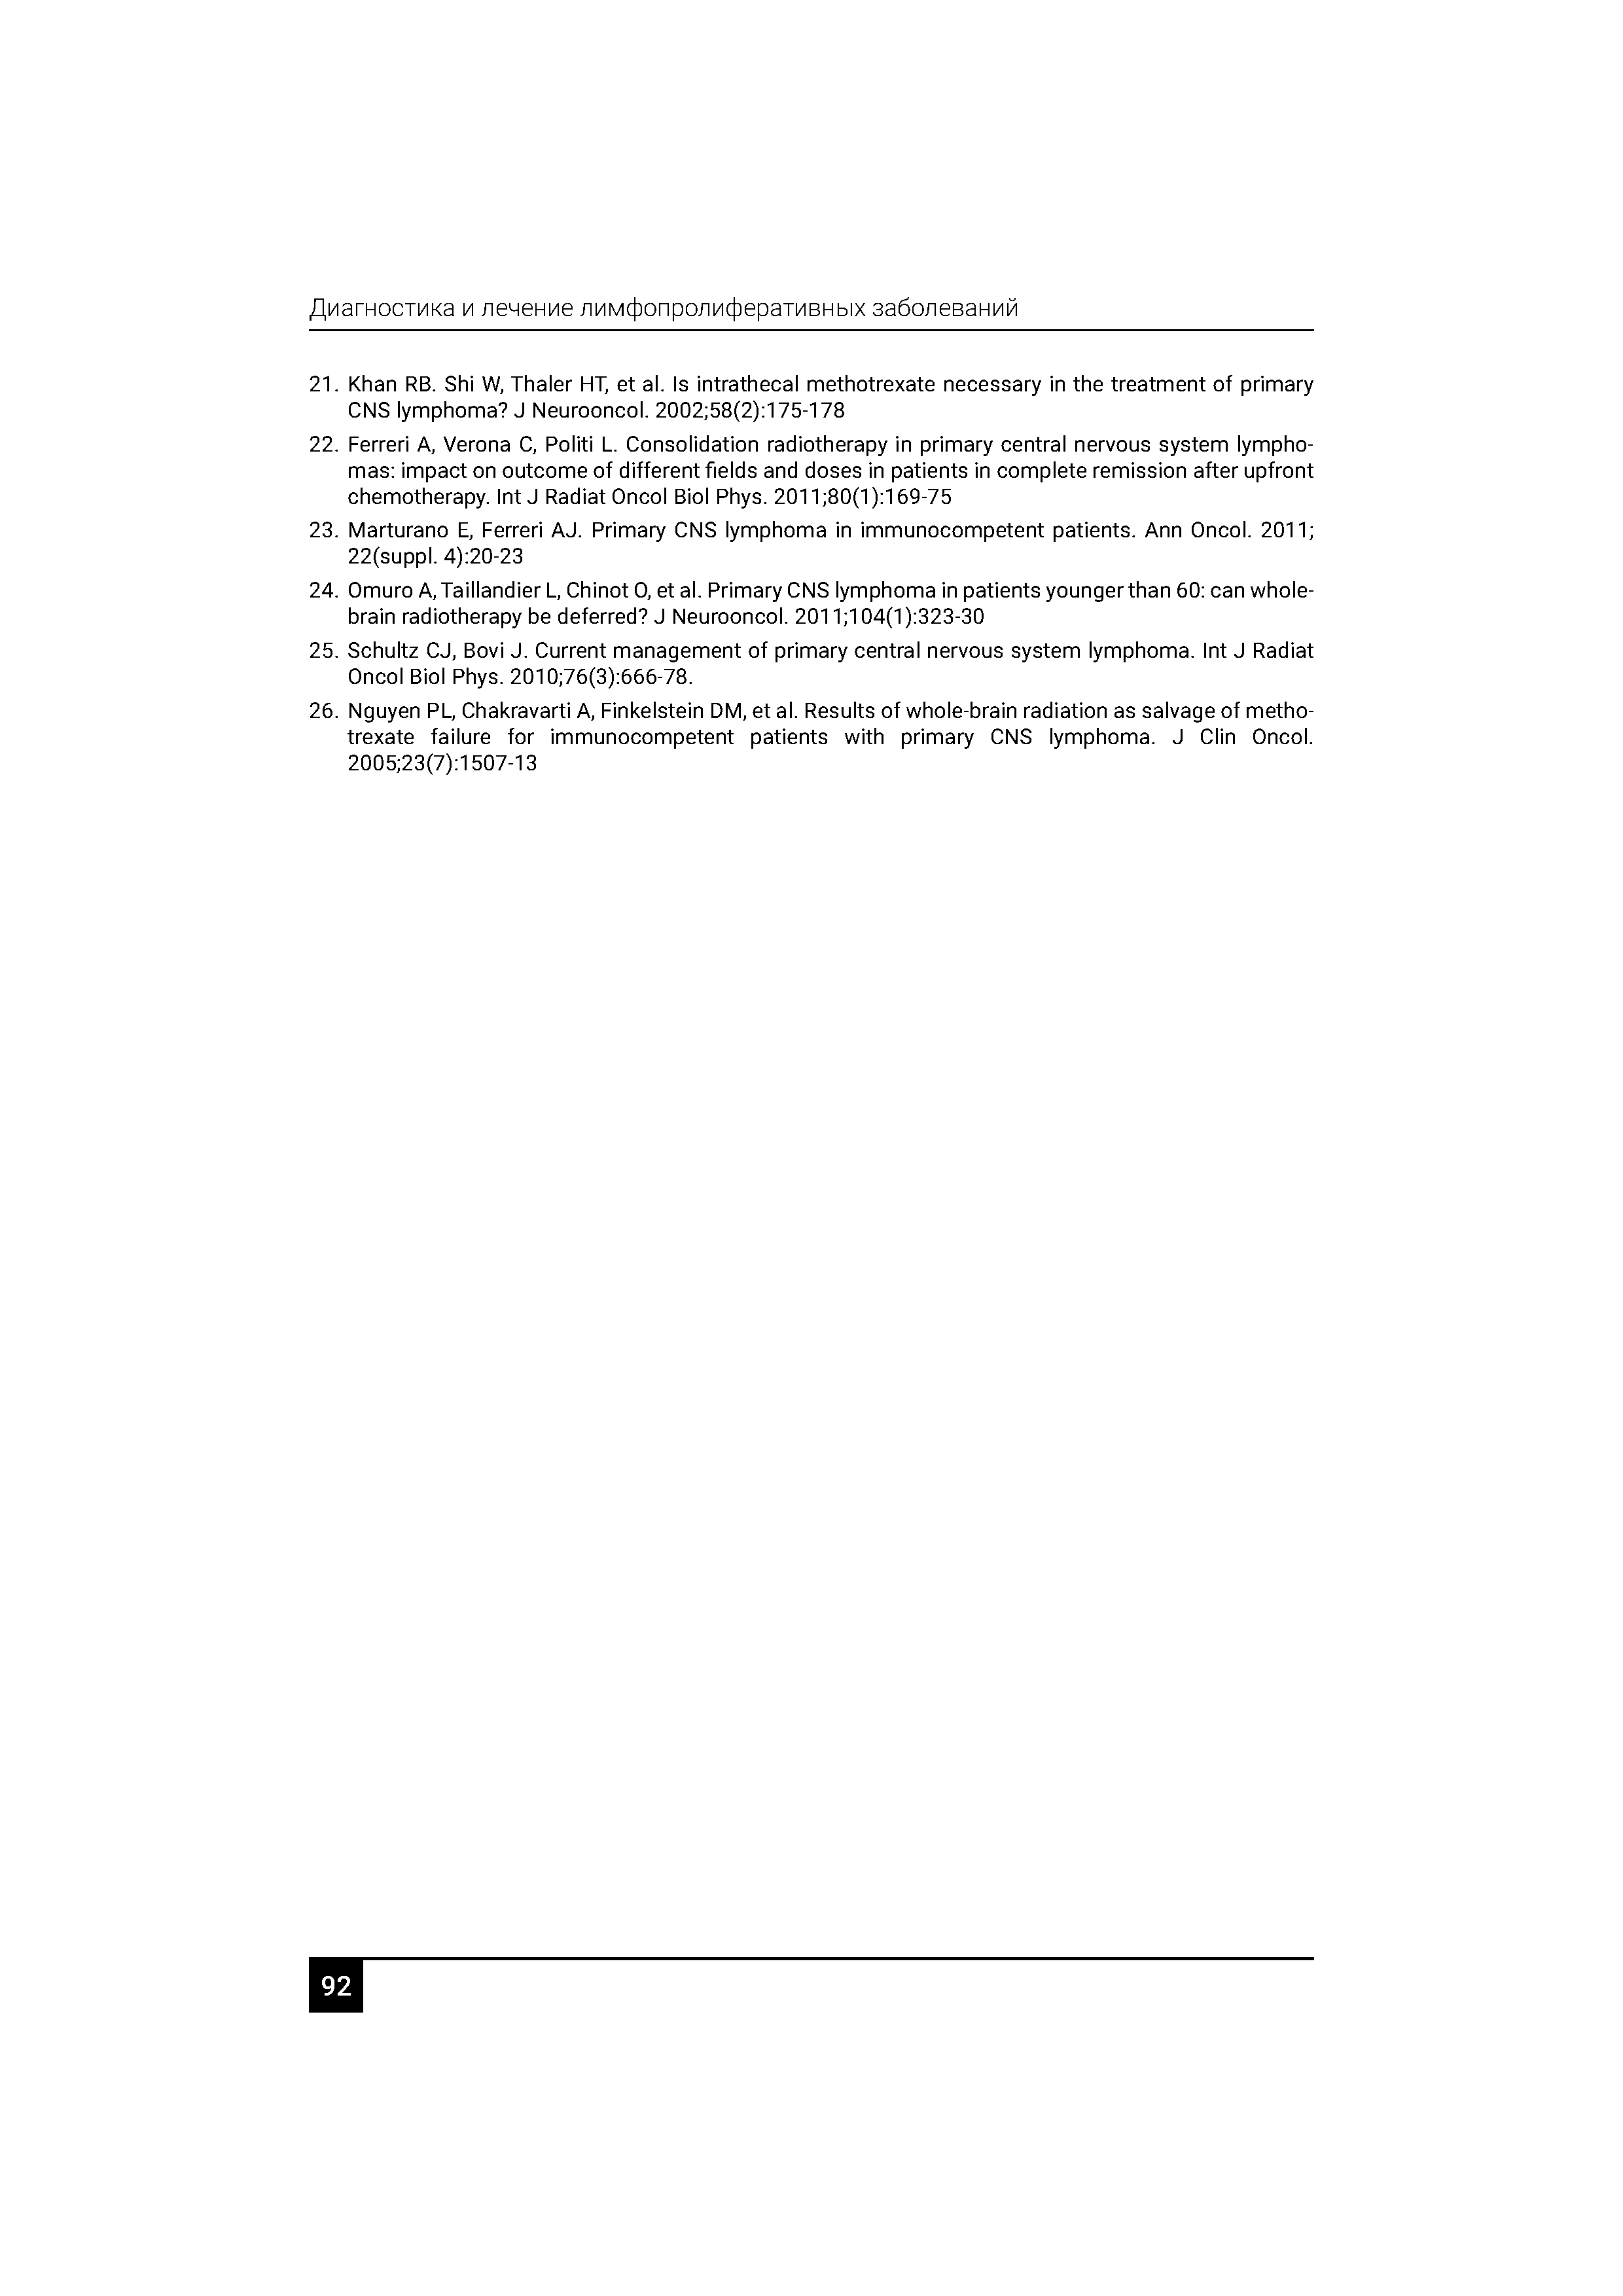 Диагностика и лечение лимфопролиферативных заболеваний
21. Khan RB. Shi W, Thaler HT, et al. Is intrathecal methotrexate necessary in the treatment of primary
CNS lymphoma? J Neurooncol. 2002;58(2):175-178
22. Ferreri A, Verona C, Politi L. Consolidation radiotherapy in primary central nervous system lympho-
mas: impact on outcome of different fields and doses in patients in complete remission after upfront
chemotherapy. Int J Radiat Oncol Biol Phys. 2011;80(1):169-75
23. Marturano E, Ferreri AJ. Primary CNS lymphoma in immunocompetent patients. Ann Oncol. 2011;
22(suppl. 4):20-23
24. Omuro A, Taillandier L, Chinot O, et al. Primary CNS lymphoma in patients younger than 60: can whole-
brain radiotherapy be deferred? J Neurooncol. 2011;104(1):323-30
25. Schultz CJ, Bovi J. Current management of primary central nervous system lymphoma. Int J Radiat
Oncol Biol Phys. 2010;76(3):666-78.
26. Nguyen PL, Chakravarti A, Finkelstein DM, et al. Results of whole-brain radiation as salvage of metho-
trexate failure for immunocompetent patients with primary CNS lymphoma. J Clin Oncol.
2005;23(7):1507-13
92